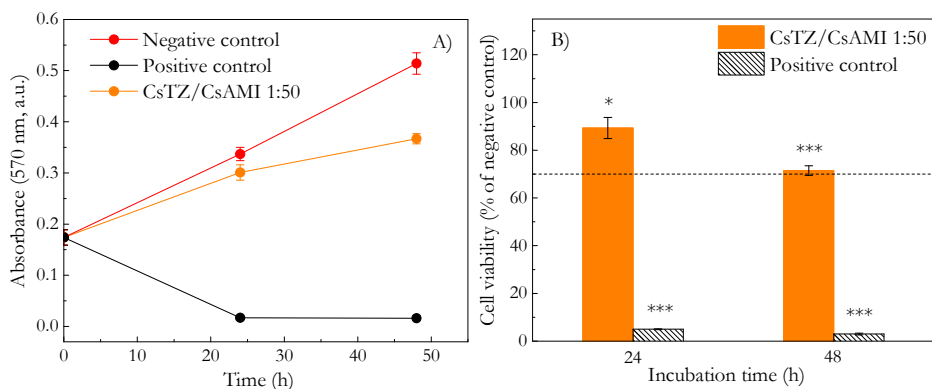 A)
Negative control
Positive control
CsTZ/CsAMI 1:50
Absorbance (570 nm, a.u.)
0.6
0.5
0.4
0.3
0.2
0.1
0.0
0 10 20 30 40 50
Time (h)
B)
CsTZ/CsAMI 1:50
Positive control
Cell viability (% of negative control)
120
100
80
60
40
20
0
*
***
***
***
24 48
Incubation time (h)